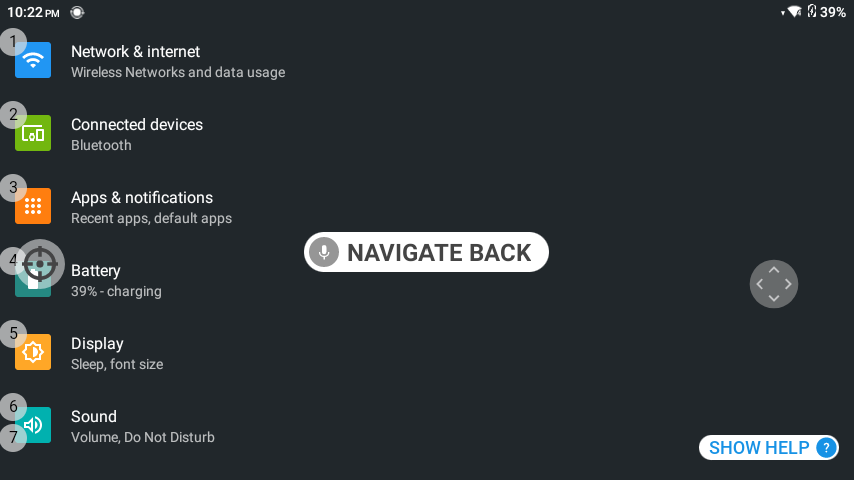 10:22 PM
39%
1
Network & internet
Wireless Networks and data usage
2
Connected devices
Bluetooth
3
Apps & notifications
Recent apps, default apps
NAVIGATE BACK
4
Battery
39% - charging
5
Display
Sleep, font size
6
Sound
7
Volume, Do Not Disturb
SHOW HELP ?